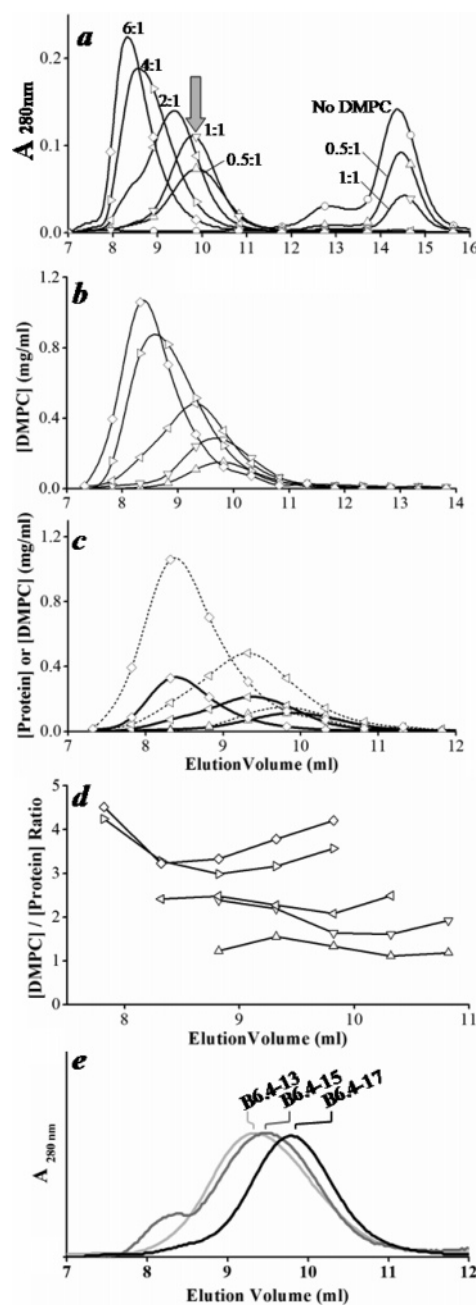 a
A 280nm
0.2
0.1
0.0
6:1
4:1
2:1
1:1
0.5:1
No DMPC
0.5:1
1:1
7 8 9 10 11 12 13 14 15 16
b
[DMPC] (mg/ml)
1.2
0.8
0.4
0.0
7 8 9 10 11 12 13 14
c
[Protein] or [DMPC] (mg/ml)
1.2
0.6
0.0
7 8 9 10 11 12
Elution Volume (ml)
d
[DMPC] / [Protein] Ratio
5
4
3
2
1
0
8 9 10 11
Elution Volume (ml)
e
A 280 nm
B6.4-13
B6.4-15
B6.4-17
7 8 9 10 11 12
Elution Volume (ml)